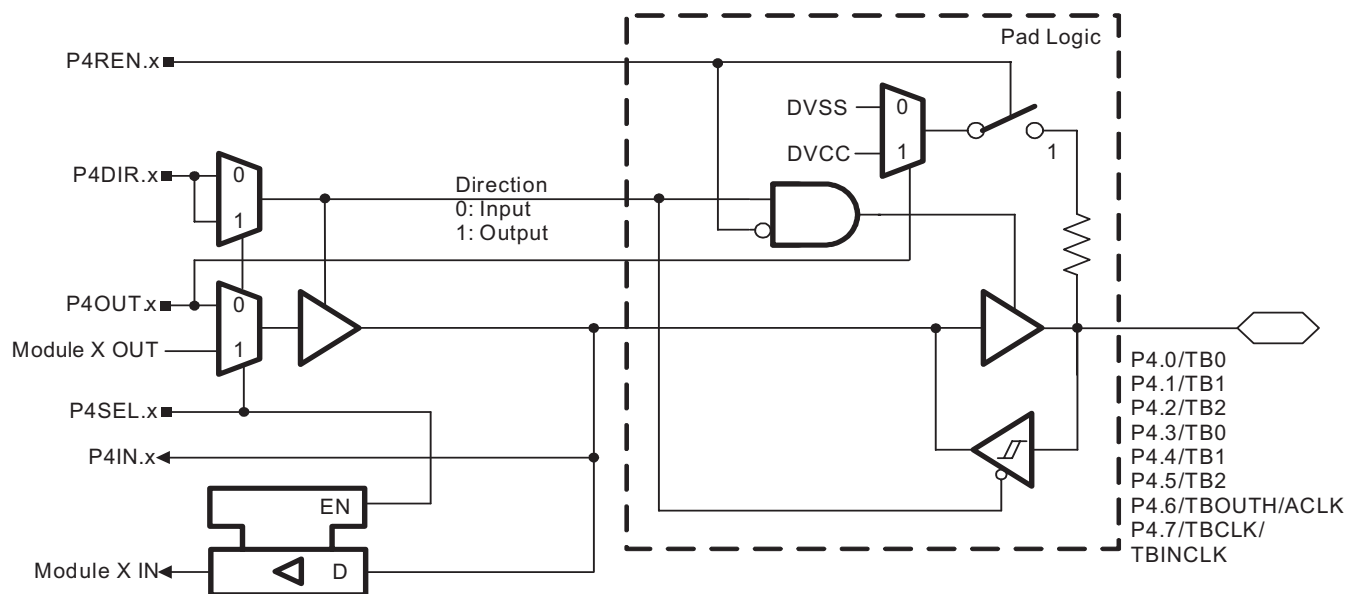 Pad Logic
P4REN.x
DVSS
0
DVCC
1
1
P4DIR.x
0
1
Direction
0: Input
1: Output
P4OUT.x
0
Module X OUT
1
P4SEL.x
P4IN.x
EN
Module X IN
D
P4.0/TB0
P4.1/TB1
P4.2/TB2
P4.3/TB0
P4.4/TB1
P4.5/TB2
P4.6/TBOUTH/ACLK
P4.7/TBCLK/
TBINCLK